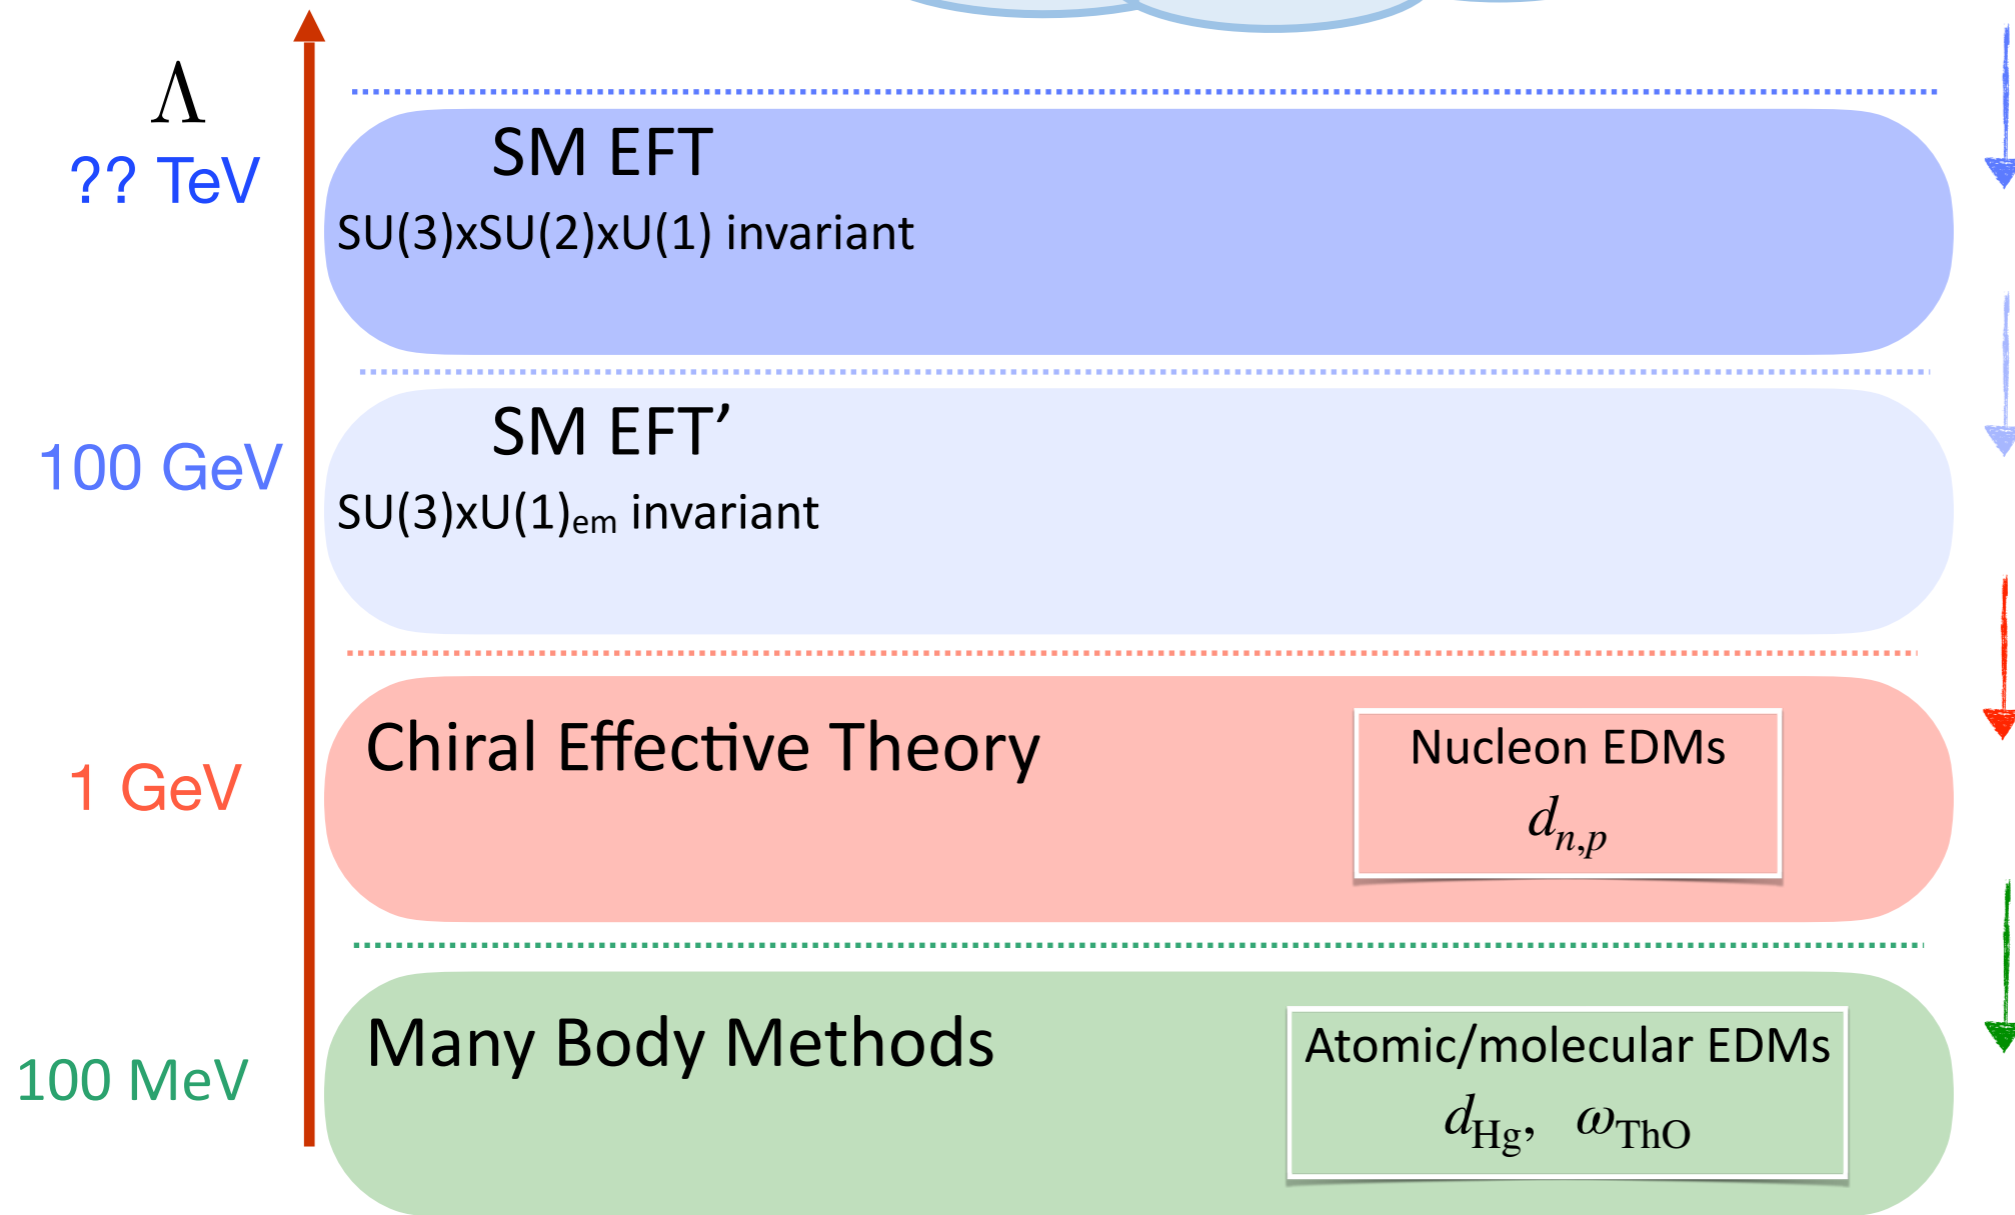 Λ
?? TeV
SM EFT
SU(3)xSU(2)xU(1) invariant
100 GeV
SM EFT’
SU(3)xU(1)em invariant
1 GeV
Chiral Effective Theory
Nucleon EDMs
dn,p
100 MeV
Many Body Methods
Atomic/molecular EDMs
dHg, ωThO